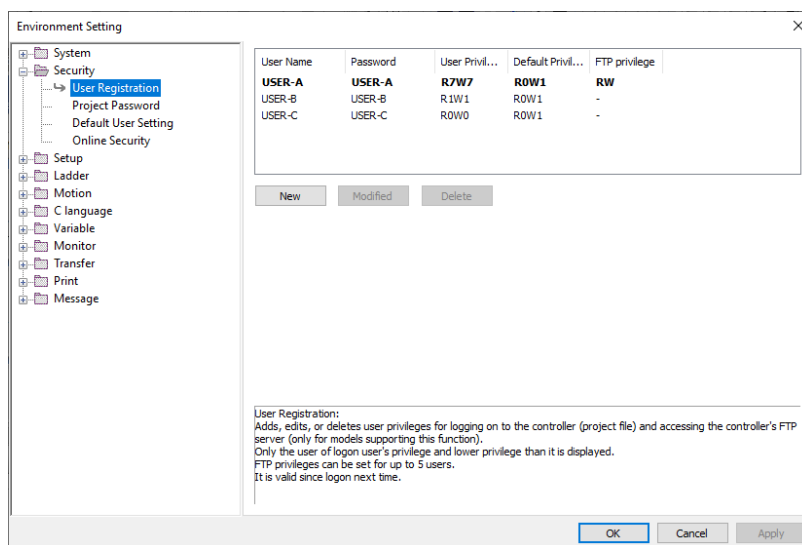 Environment Setting
System
Security
User Registration
Project Password
Default User Setting
Online Security
Setup
Ladder
Motion
C language
Variable
Monitor
Transfer
Print
Message
User Name Password User Privil... Default Privil... FTP privilege
USER-A USER-A R7W7 R0W1 RW
USER-B USER-B R1W1 R0W1 -
USER-C USER-C R0W0 R0W1 -
New Modified Delete
User Registration:
Adds, edits, or deletes user privileges for logging on to the controller (project file) and accessing the controller's FTP
server (only for models supporting this function).
Only the user of logon user's privilege and lower privilege than it is displayed.
FTP privileges can be set for up to 5 users.
It is valid since logon next time.
OK Cancel Apply